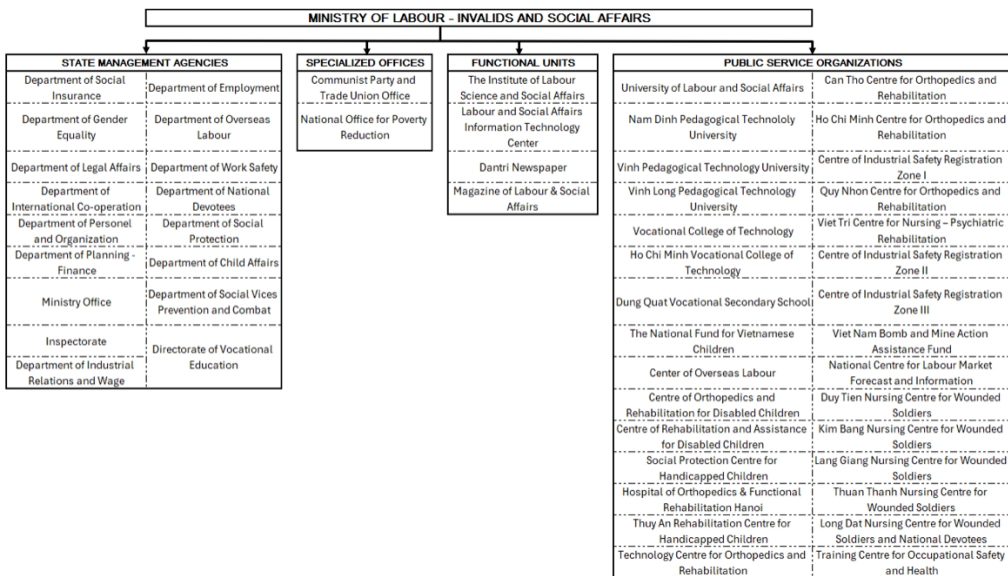 MINISTRY OF LABOUR - INVALIDS AND SOCIAL AFFAIRS
STATE MANAGEMENT AGENCIES
Department of Social
Insurance
Department of Employment
Department of Gender
Equality
Department of Overseas
Labour
Department of Legal Affairs
Department of Work Safety
Department of
International Co-operation
Department of National
Devotees
Department of Personel
and Organization
Department of Social
Protection
Department of Planning -
Finance
Department of Child Affairs
Ministry Office
Department of Social Vices
Prevention and Combat
Inspectorate
Directorate of Vocational
Education
Department of Industrial
Relations and Wage
SPECIALIZED OFFICES
Communist Party and
Trade Union Office
National Office for Poverty
Reduction
FUNCTIONAL UNITS
The Institute of Labour
Science and Social Affairs
Labour and Social Affairs
Information Technology
Center
Dantri Newspaper
Magazine of Labour & Social
Affairs
PUBLIC SERVICE ORGANIZATIONS
University of Labour and Social Affairs
Can Tho Centre for Orthopedics and
Rehabilitation
Nam Dinh Pedagogical Technololy
University
Ho Chi Minh Centre for Orthopedics and
Rehabilitation
Vinh Pedagogical Technology University
Centre of Industrial Safety Registration
Zone I
Vinh Long Pedagogical Technology
University
Quy Nhon Centre for Orthopedics and
Rehabilitation
Vocational College of Technology
Viet Tri Centre for Nursing – Psychiatric
Rehabilitation
Ho Chi Minh Vocational College of
Technology
Centre of Industrial Safety Registration
Zone II
Dung Quat Vocational Secondary School
Centre of Industrial Safety Registration
Zone III
The National Fund for Vietnamese
Children
Viet Nam Bomb and Mine Action
Assistance Fund
Center of Overseas Labour
National Centre for Labour Market
Forecast and Information
Centre of Orthopedics and
Rehabilitation for Disabled Children
Duy Tien Nursing Centre for Wounded
Soldiers
Centre of Rehabilitation and Assistance
for Disabled Children
Kim Bang Nursing Centre for Wounded
Soldiers
Social Protection Centre for
Handicapped Children
Lang Giang Nursing Centre for Wounded
Soldiers
Hospital of Orthopedics & Functional
Rehabilitation Hanoi
Thuan Thanh Nursing Centre for
Wounded Soldiers
Thuy An Rehabilitation Centre for
Handicapped Children
Long Dat Nursing Centre for Wounded
Soldiers and National Devotees
Technology Centre for Orthopedics and
Rehabilitation
Training Centre for Occupational Safety
and Health